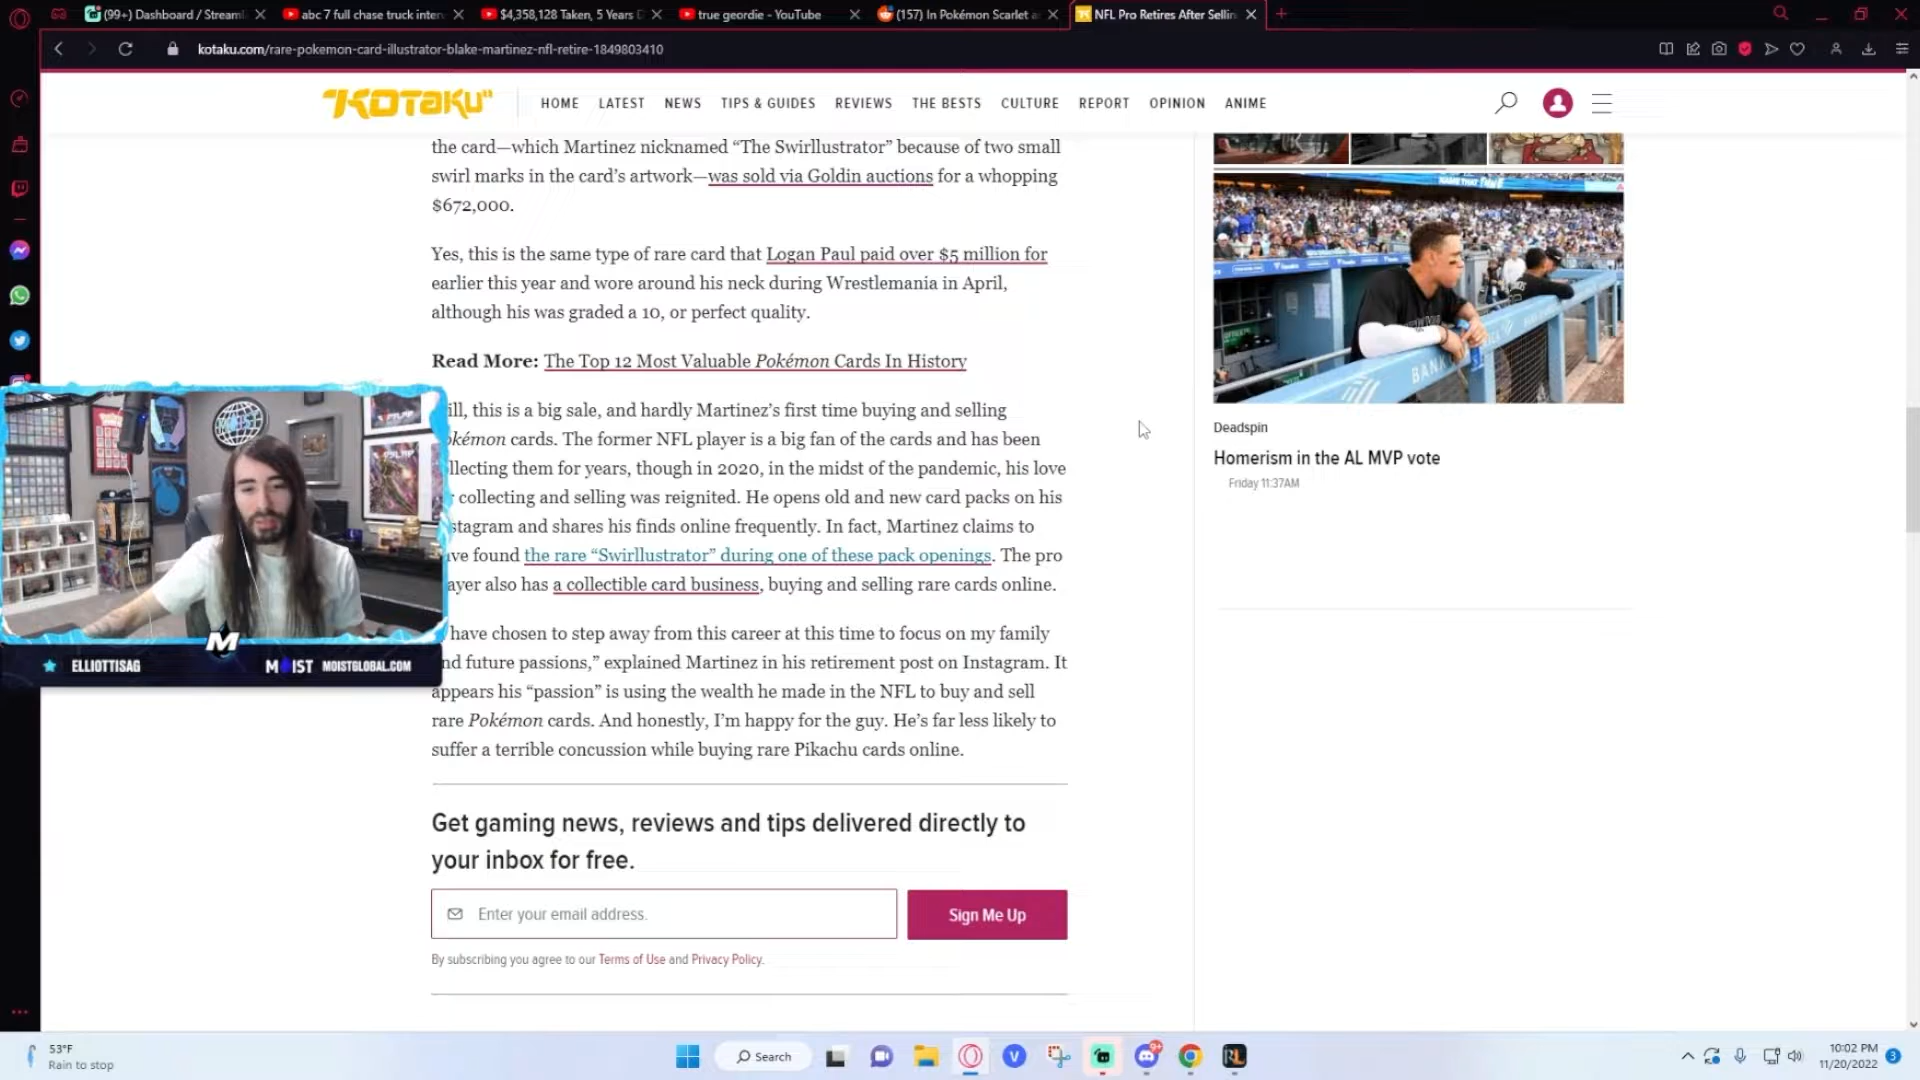 (99+) Dashboard / Streaml
abc 7 full chase truck inter
$4,358,128 Taken, 5 Years D
true geordie - YouTube
(157) In Pokémon Scarlet a
NFL Pro Retires After Sellin
kotaku.com/rare-pokemon-card-illustrator-blake-martinez-nfl-retire-1849803410
KOTaKU
HOME LATEST NEWS TIPS & GUIDES REVIEWS THE BESTS CULTURE REPORT OPINION ANIME
the card—which Martinez nicknamed “The Swirllustrator” because of two small
swirl marks in the card’s artwork—was sold via Goldin auctions for a whopping
$672,000.
Yes, this is the same type of rare card that Logan Paul paid over $5 million for
earlier this year and wore around his neck during Wrestlemania in April,
although his was graded a 10, or perfect quality.
Read More: The Top 12 Most Valuable Pokémon Cards In History
ill, this is a big sale, and hardly Martinez’s first time buying and selling
okémon cards. The former NFL player is a big fan of the cards and has been
llecting them for years, though in 2020, in the midst of the pandemic, his love
collecting and selling was reignited. He opens old and new card packs on his
stagram and shares his finds online frequently. In fact, Martinez claims to
ve found the rare “Swirllustrator” during one of these pack openings. The pro
ayer also has a collectible card business, buying and selling rare cards online.
have chosen to step away from this career at this time to focus on my family
nd future passions,” explained Martinez in his retirement post on Instagram. It
appears his “passion” is using the wealth he made in the NFL to buy and sell
rare Pokémon cards. And honestly, I’m happy for the guy. He’s far less likely to
suffer a terrible concussion while buying rare Pikachu cards online.
Get gaming news, reviews and tips delivered directly to
your inbox for free.
Enter your email address.
Sign Me Up
By subscribing you agree to our Terms of Use and Privacy Policy.
BANK
Deadspin
Homerism in the AL MVP vote
Friday 11:37AM
M
ELLIOTTISAG
MOIST MOISTGLOBAL.COM
53°F
Rain to stop
Search
V
9+
10:02 PM
11/20/2022
3